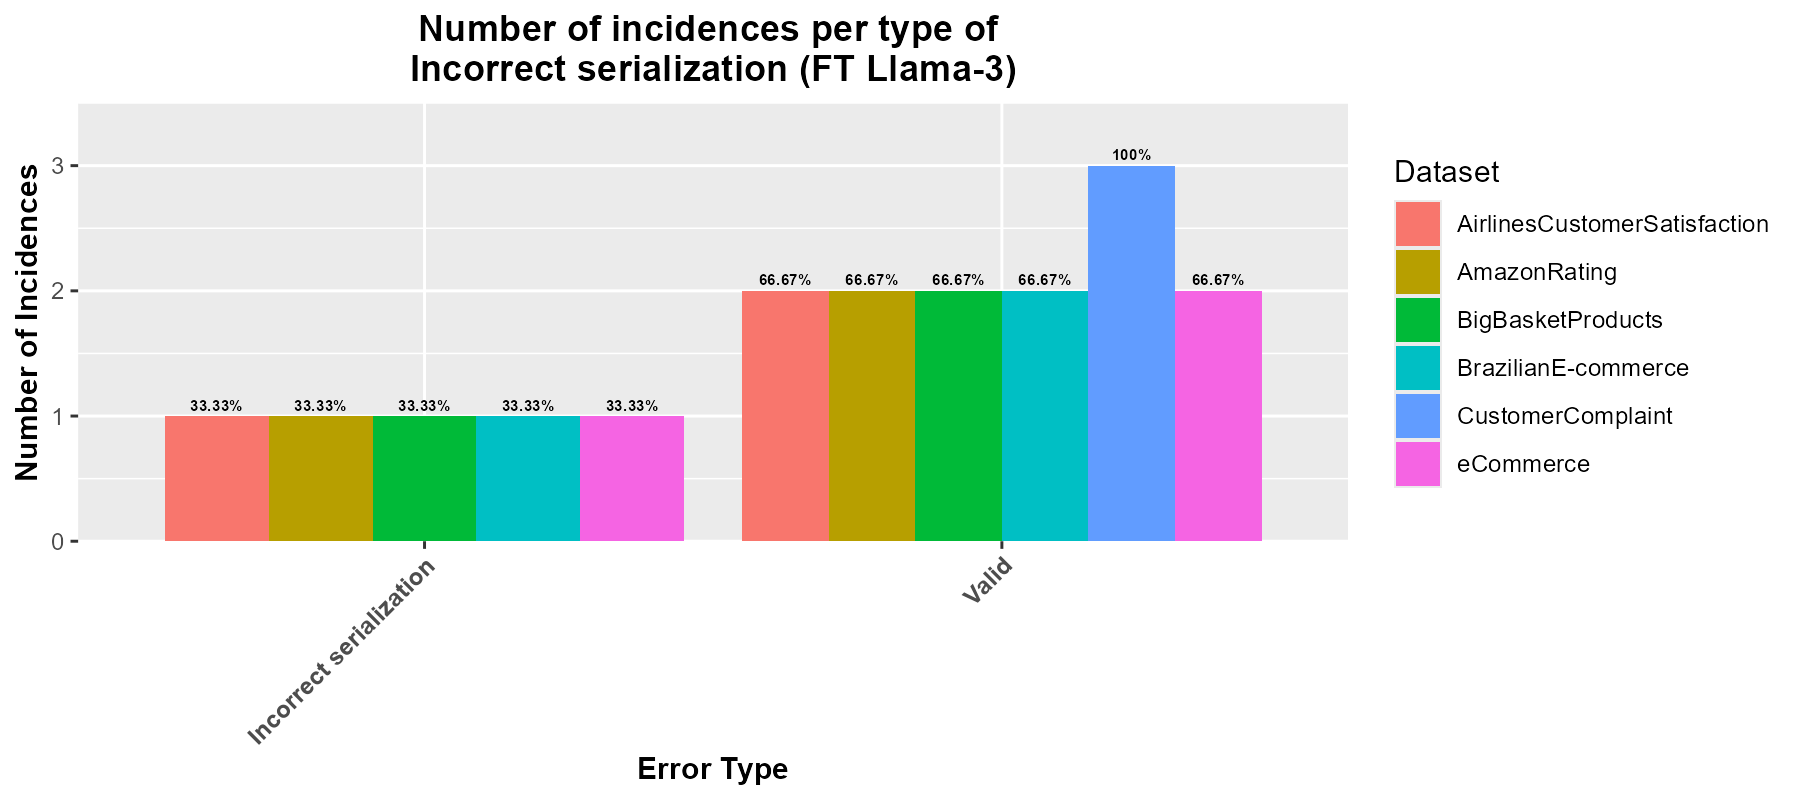 Number of incidences per type of
Incorrect serialization (FT Llama-3)
Number of Incidences
3
2
1
0
33.33%
33.33%
33.33%
33.33%
33.33%
66.67%
66.67%
66.67%
66.67%
100%
66.67%
Incorrect serialization
Valid
Error Type
Dataset
AirlinesCustomerSatisfaction
AmazonRating
BigBasketProducts
BrazilianE-commerce
CustomerComplaint
eCommerce